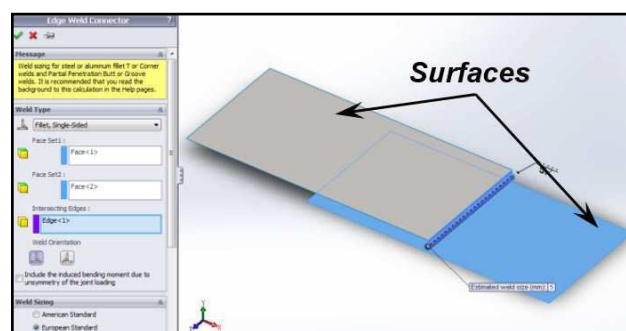 Edge Weld Connector
?
Message
Weld sizing for steel or aluminum fillet T or Corner
welds and Partial Penetration Butt or Groove
welds. It is recommended that you read the
background to this calculation in the Help pages.
Weld Type
Fillet, Single-Sided
Face Set1 :
Face<1>
Face Set2 :
Face<2>
Intersecting Edges :
Edge<1>
Weld Orientation
Include the induced bending moment due to
unsymmetry of the joint loading
Weld Sizing
American Standard
European Standard
Surfaces
Estimated weld size (mm): 5
Y
X
Z